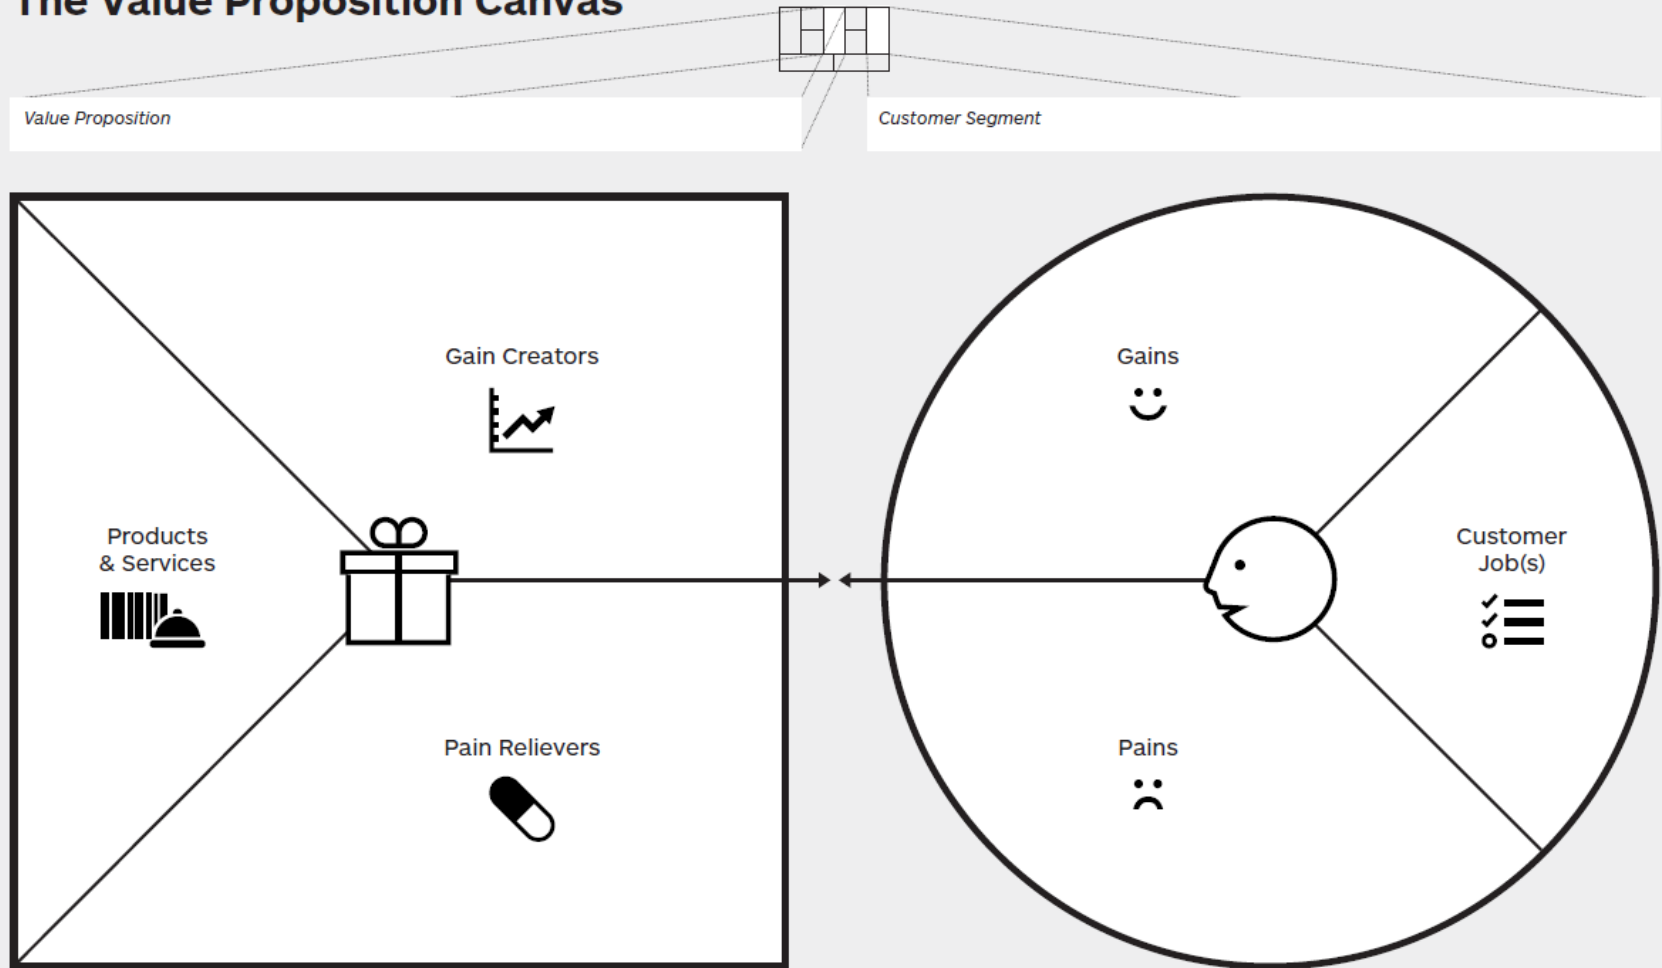 The Value Proposition Canvas
Value Proposition
Customer Segment
Gain Creators
Gains
Products
& Services
Customer
Job(s)
Pain Relievers
Pains